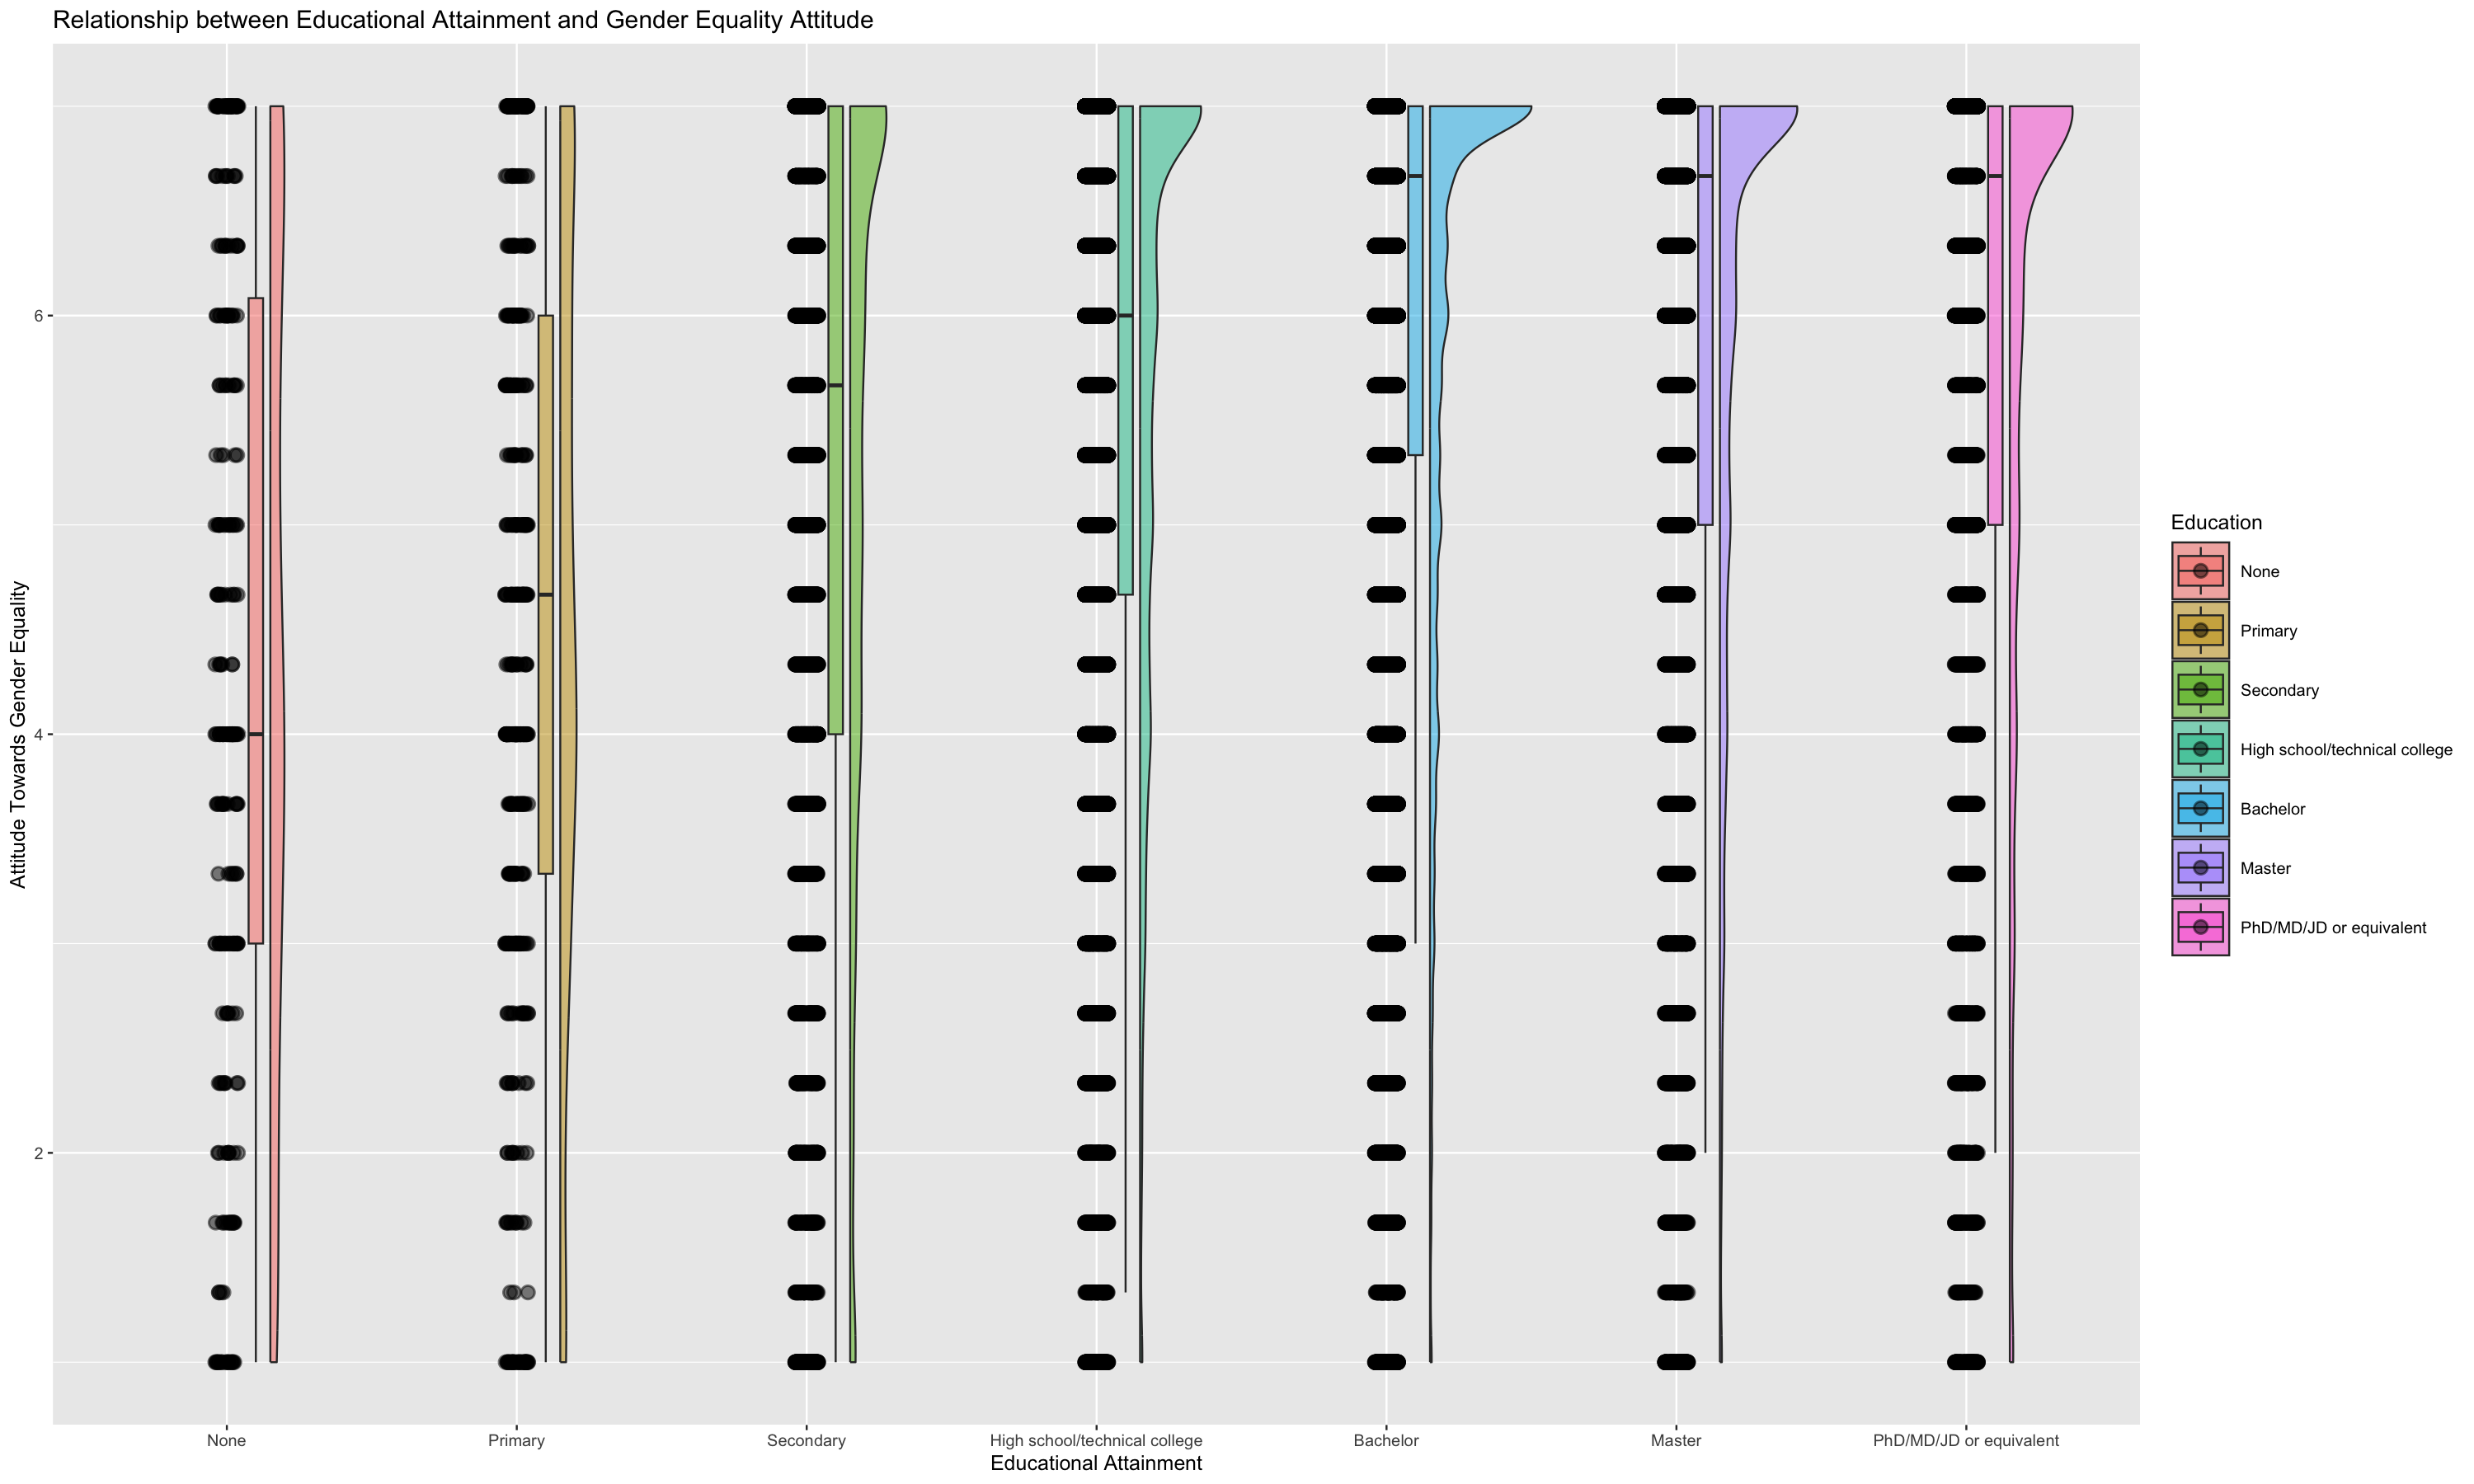 Relationship between Educational Attainment and Gender Equality Attitude
Attitude Towards Gender Equality
6
4
2
None
Primary
Secondary
High school/technical college
Bachelor
Master
PhD/MD/JD or equivalent
Educational Attainment
Education
None
Primary
Secondary
High school/technical college
Bachelor
Master
PhD/MD/JD or equivalent